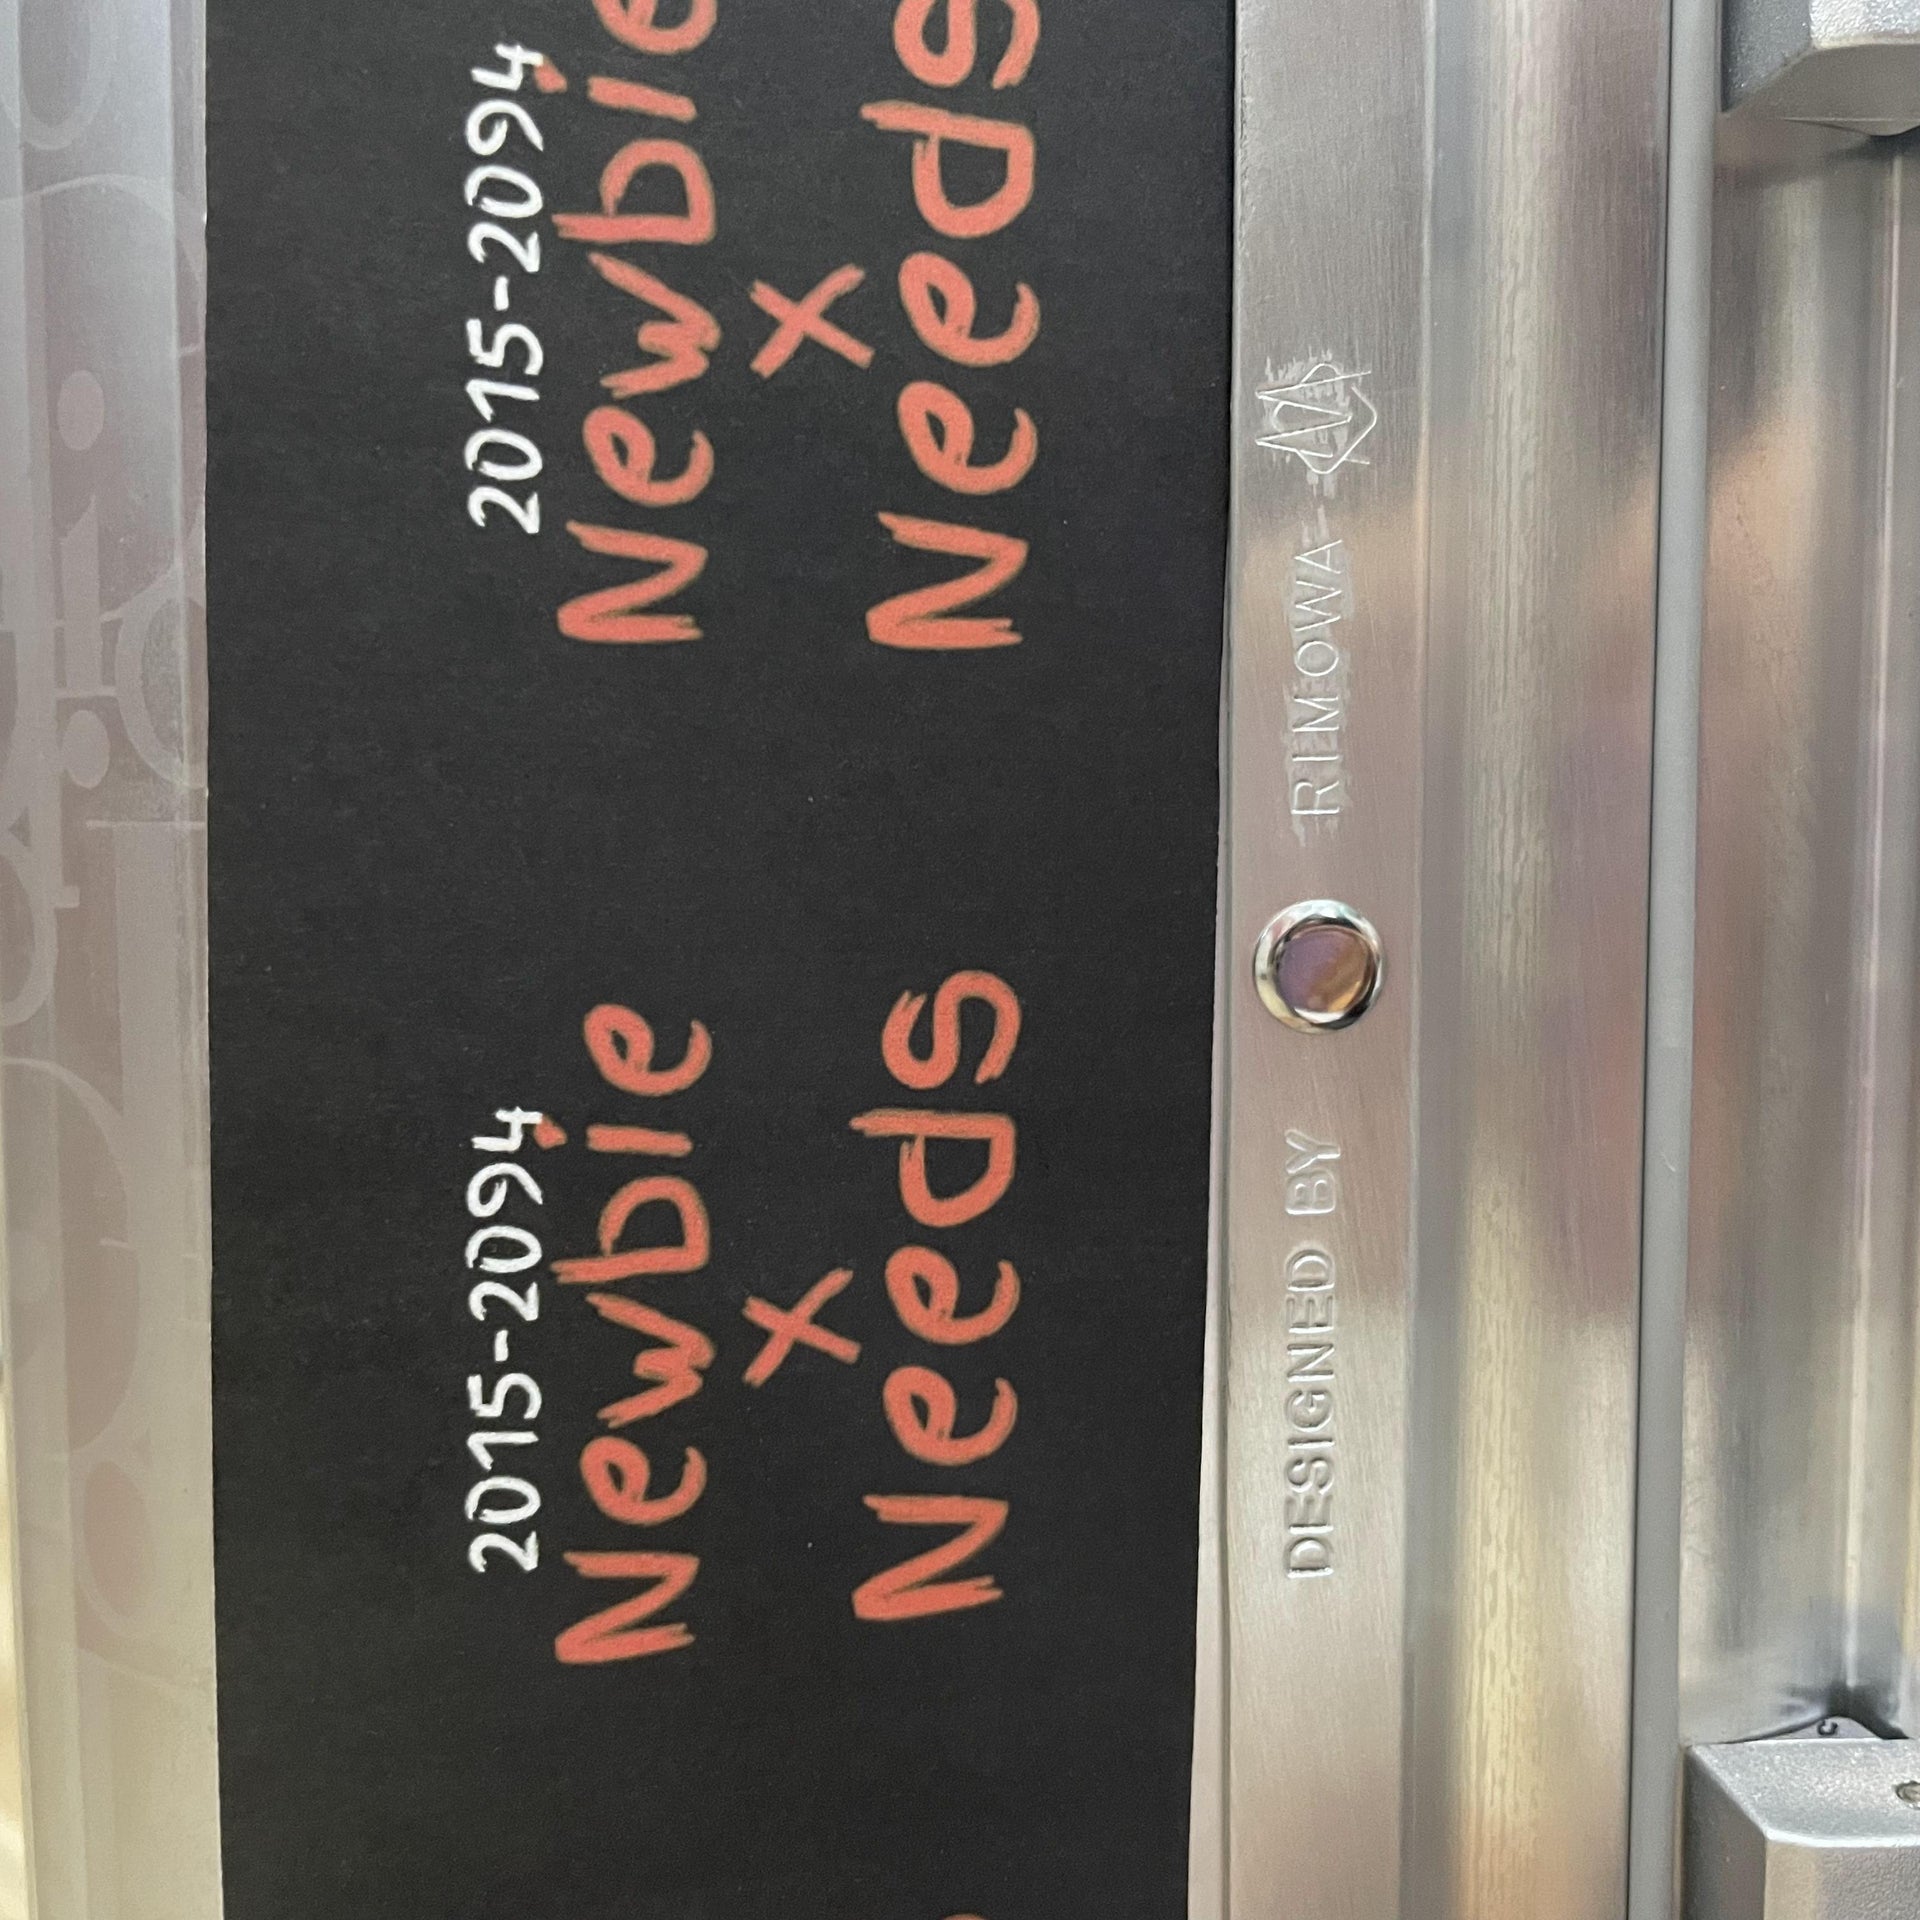 2015-2094
Newbie
x
Needs
2015-2094
Newbie
x
Needs
DESIGNED BY RIMOWA